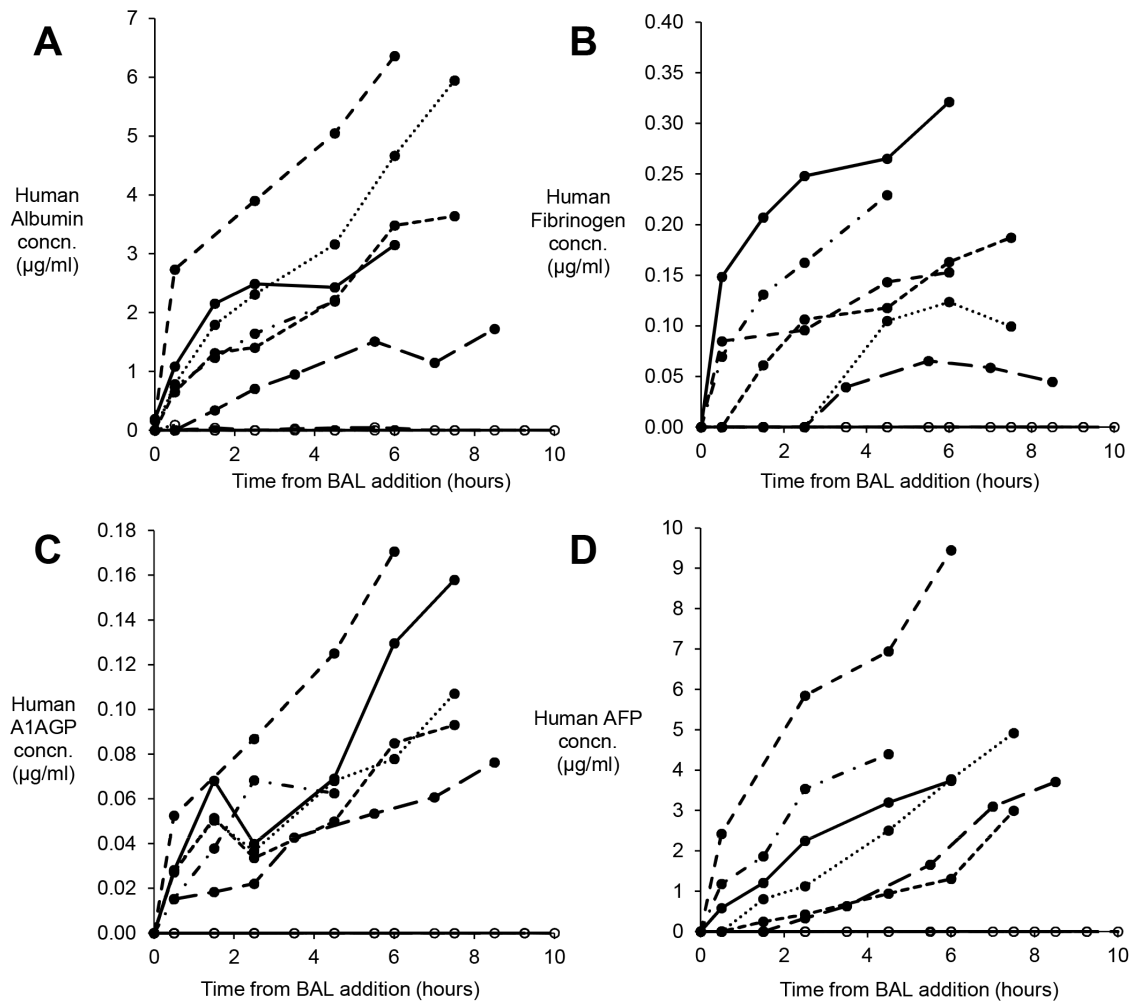 A
7
6
5
4
3
2
1
0
Human
Albumin
concn.
(µg/ml)
0 2 4 6 8 10
Time from BAL addition (hours)
B
0.40
0.35
0.30
0.25
0.20
0.15
0.10
0.05
0.00
Human
Fibrinogen
concn.
(µg/ml)
0 2 4 6 8 10
Time from BAL addition (hours)
C
0.18
0.16
0.14
0.12
0.10
0.08
0.06
0.04
0.02
0.00
Human
A1AGP
concn.
(µg/ml)
0 2 4 6 8 10
Time from BAL addition (hours)
D
10
9
8
7
6
5
4
3
2
1
0
Human AFP
concn.
(µg/ml)
0 2 4 6 8 10
Time from BAL addition (hours)